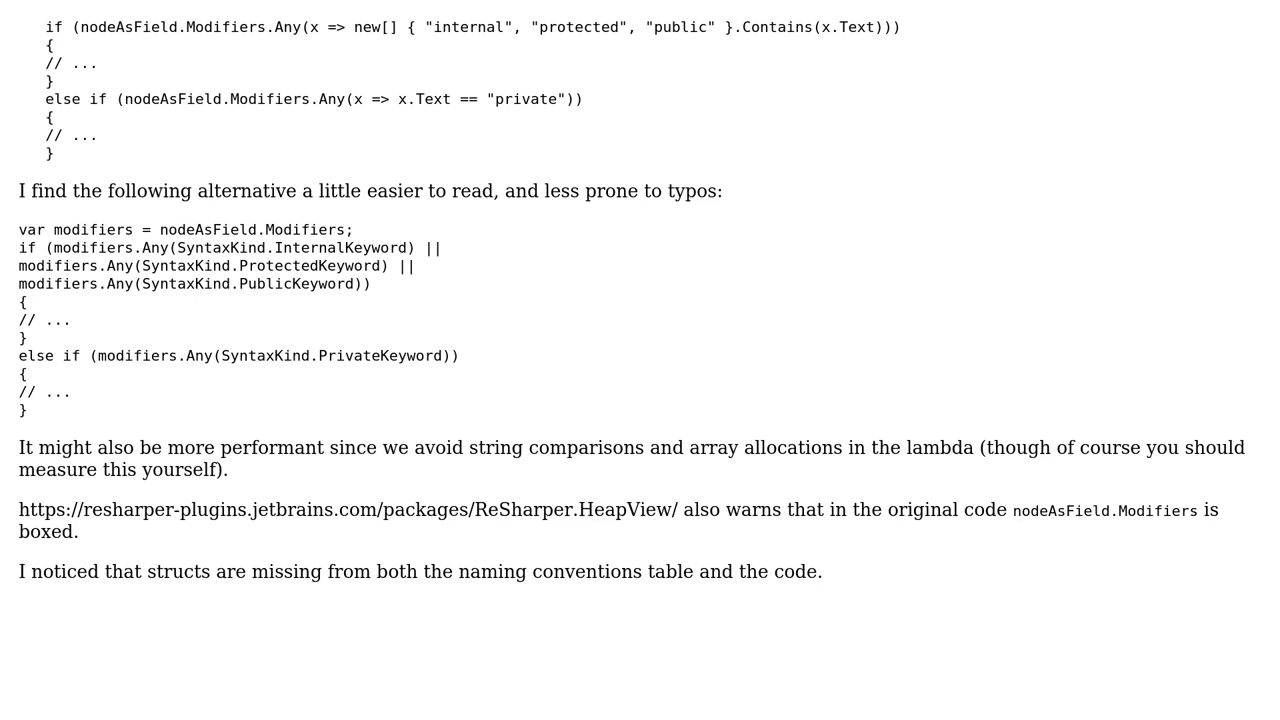 if (nodeAsField.Modifiers.Any(x => new[] { "internal", "protected", "public" }.Contains(x.Text)))
{
// ...
}
else if (nodeAsField.Modifiers.Any(x => x.Text == "private"))
{
// ...
}
I find the following alternative a little easier to read, and less prone to typos:
var modifiers = nodeAsField.Modifiers;
if (modifiers.Any(SyntaxKind.InternalKeyword) ||
modifiers.Any(SyntaxKind.ProtectedKeyword) ||
modifiers.Any(SyntaxKind.PublicKeyword))
{
// ...
}
else if (modifiers.Any(SyntaxKind.PrivateKeyword))
{
// ...
}
It might also be more performant since we avoid string comparisons and array allocations in the lambda (though of course you should
measure this yourself).
https://resharper-plugins.jetbrains.com/packages/ReSharper.HeapView/ also warns that in the original code nodeAsField.Modifiers is
boxed.
I noticed that structs are missing from both the naming conventions table and the code.